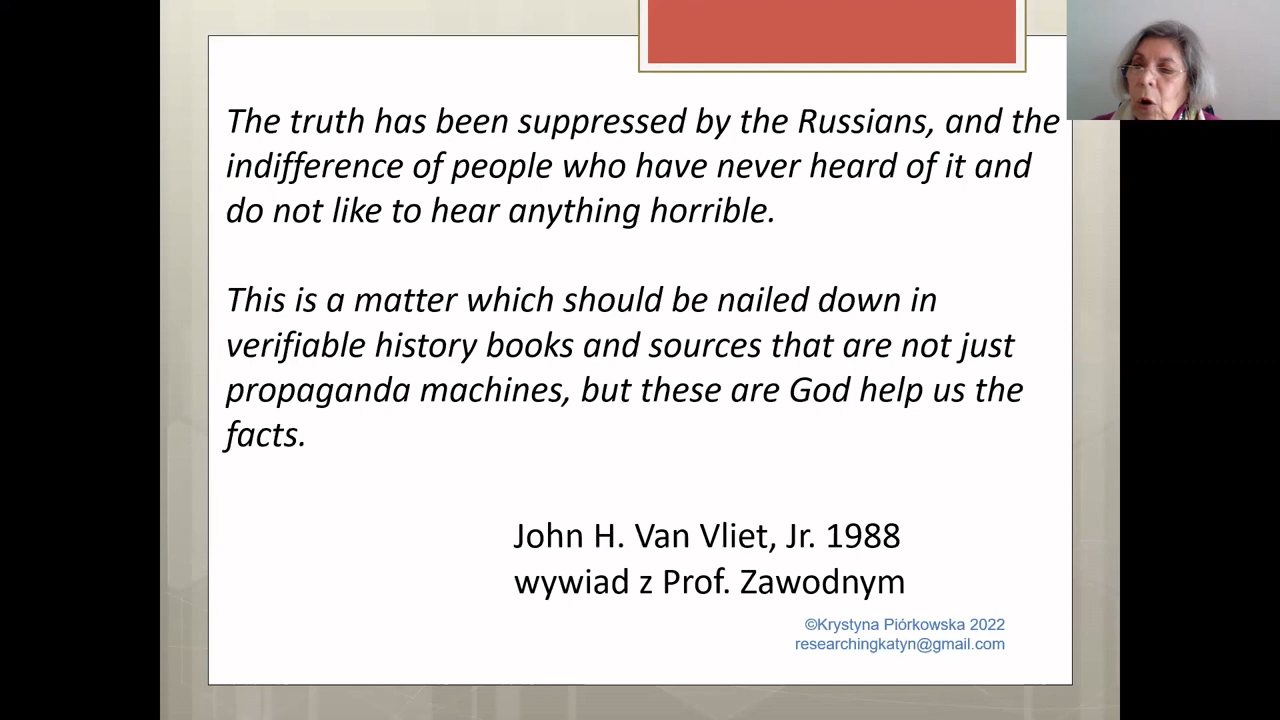 The truth has been suppressed by the Russians, and the
indifference of people who have never heard of it and
do not like to hear anything horrible.
This is a matter which should be nailed down in
verifiable history books and sources that are not just
propaganda machines, but these are God help us the
facts.
John H. Van Vliet, Jr. 1988
wywiad z Prof. Zawodnym
©Krystyna Piórkowska 2022
researchingkatyn@gmail.com